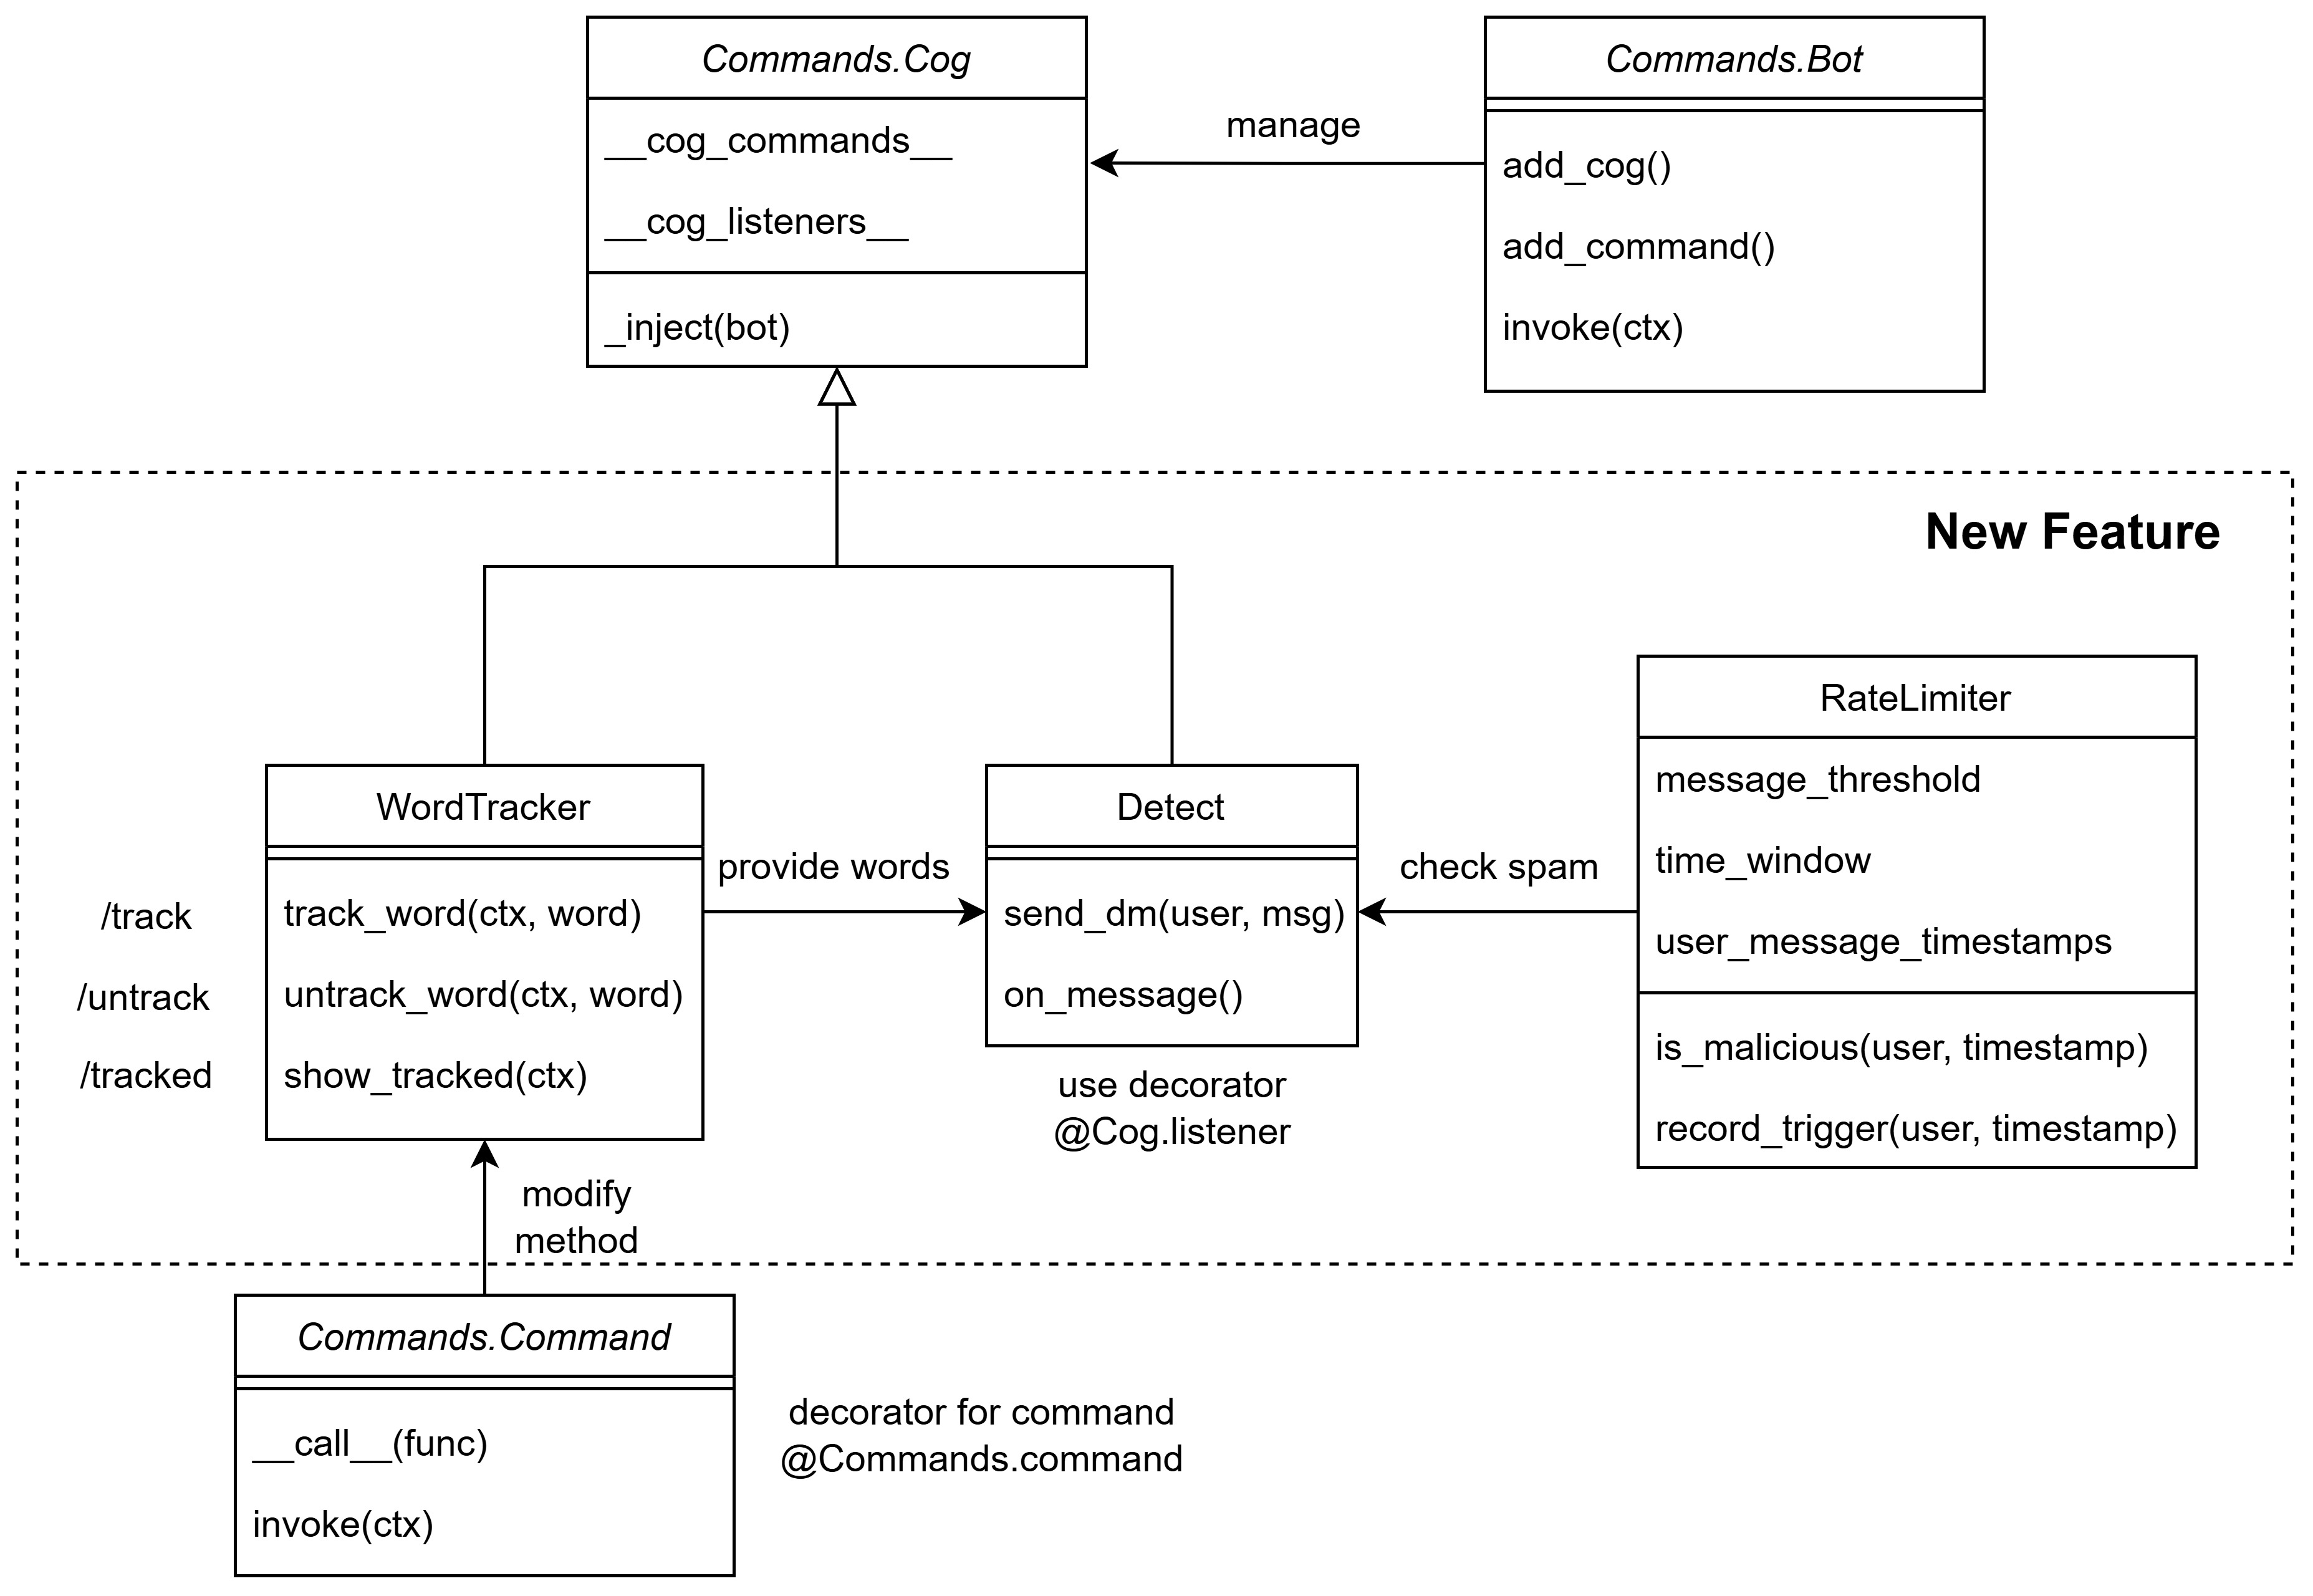 Commands.Cog
__cog_commands__
__cog_listeners__
_inject(bot)
manage
Commands.Bot
add_cog()
add_command()
invoke(ctx)
New Feature
/track
/untrack
/tracked
WordTracker
track_word(ctx, word)
untrack_word(ctx, word)
show_tracked(ctx)
provide words
Detect
send_dm(user, msg)
on_message()
use decorator
@Cog.listener
check spam
RateLimiter
message_threshold
time_window
user_message_timestamps
is_malicious(user, timestamp)
record_trigger(user, timestamp)
modify
method
Commands.Command
__call__(func)
invoke(ctx)
decorator for command
@Commands.command